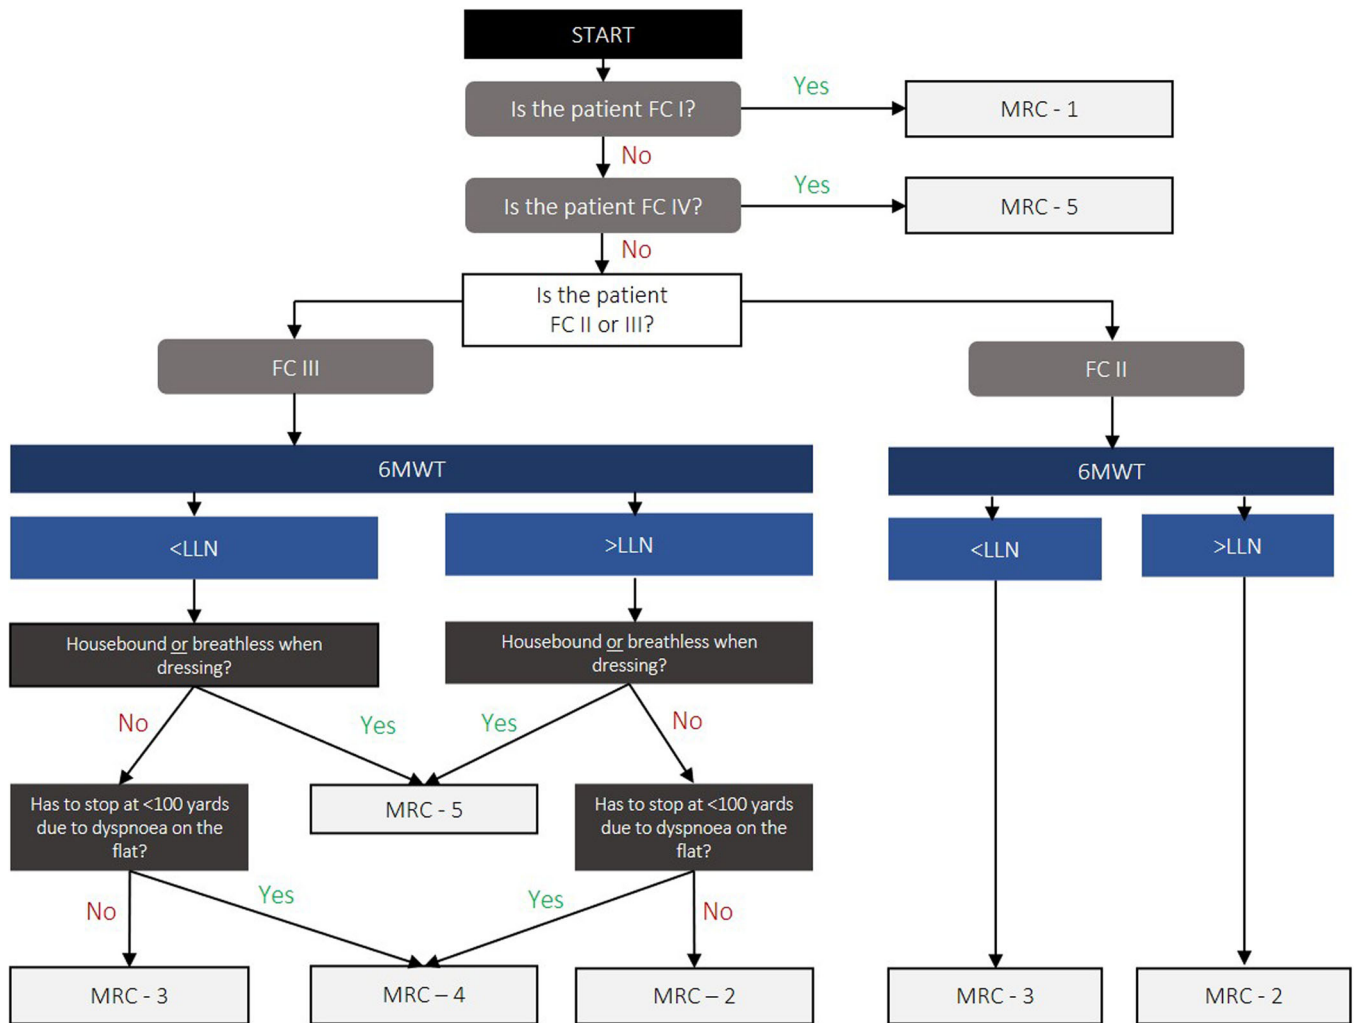 START
Is the patient FC I?
Yes
MRC - 1
No
Is the patient FC IV?
Yes
MRC - 5
No
Is the patient
FC II or III?
FC III
FC II
6MWT
6MWT
<LLN
>LLN
<LLN
>LLN
Housebound or breathless when
dressing?
Housebound or breathless when
dressing?
No
Yes
Yes
No
Has to stop at <100 yards
due to dyspnoea on the
flat?
MRC - 5
Has to stop at <100 yards
due to dyspnoea on the
flat?
No
Yes
Yes
No
MRC - 3
MRC – 4
MRC – 2
MRC - 3
MRC - 2